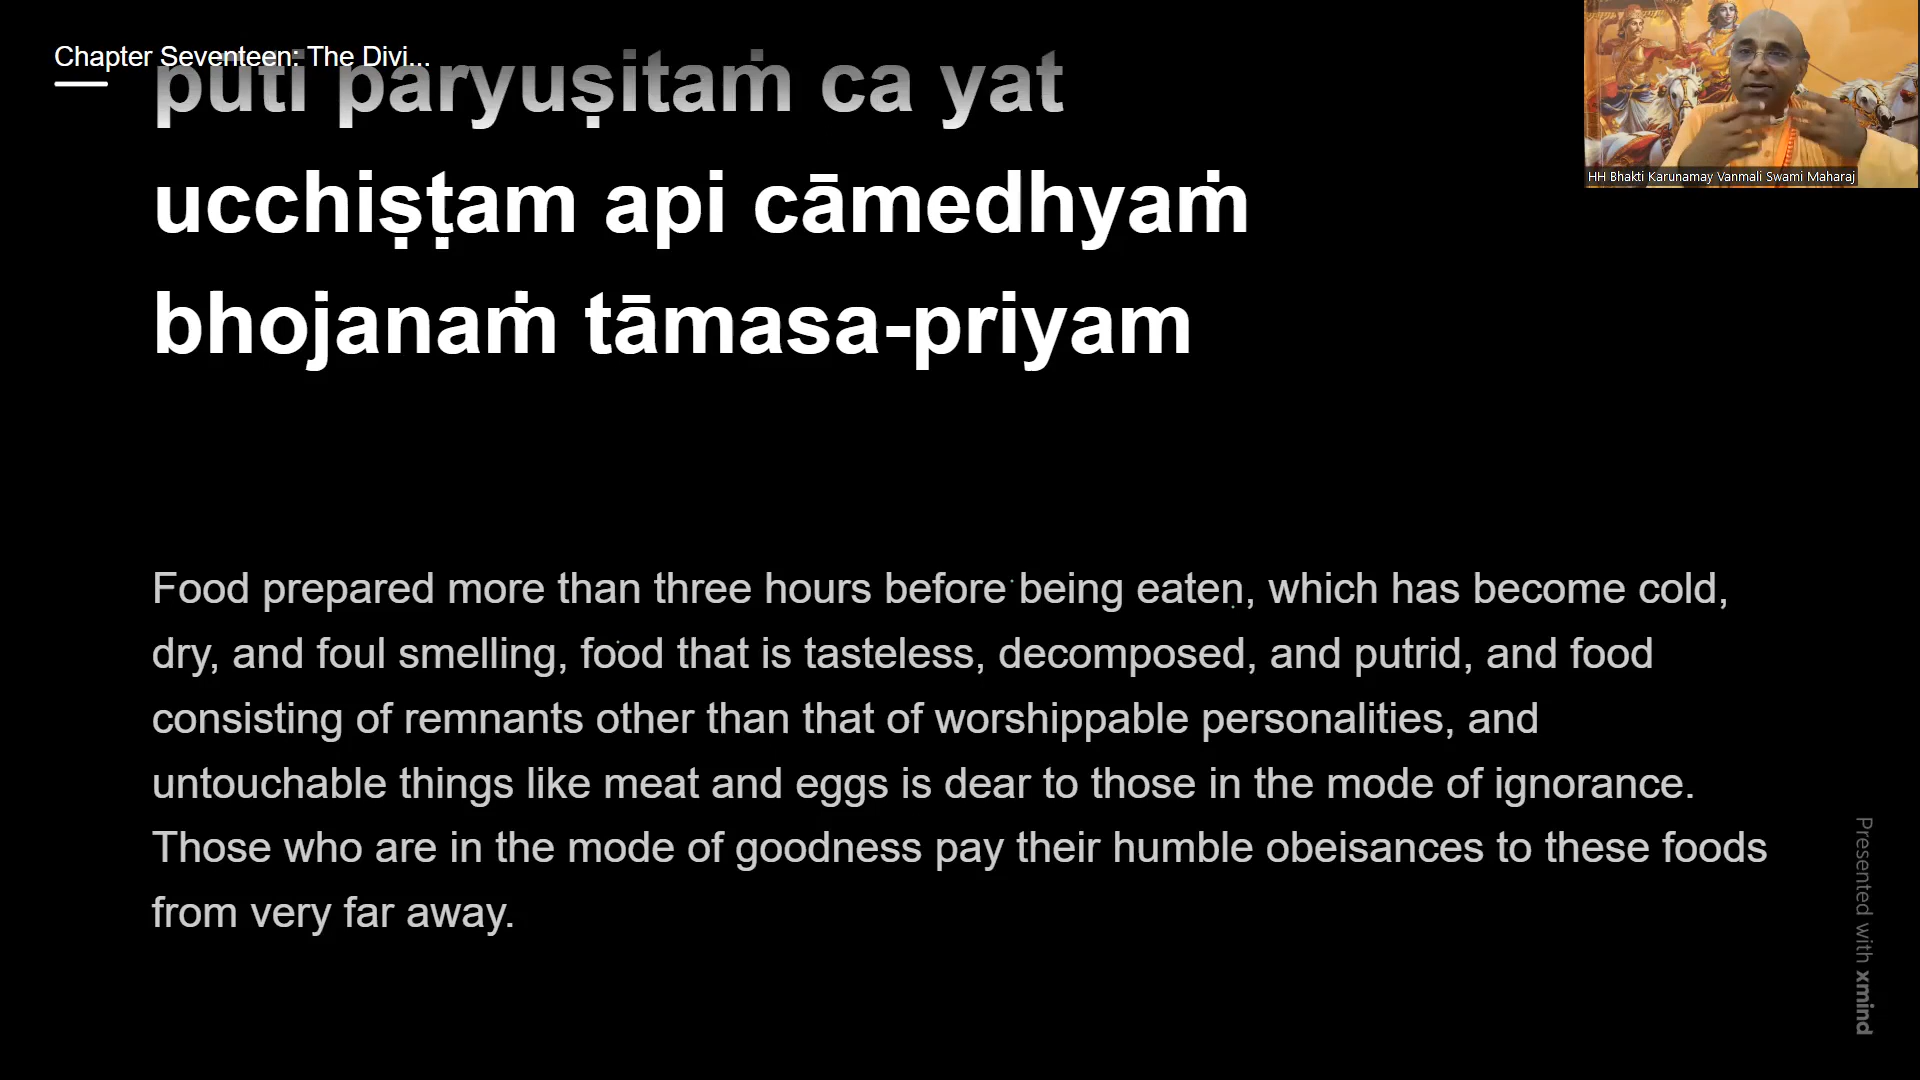 Chapter Seventeen: The Divi...
pūti paryuṣitaṁ ca yat
ucchiṣṭam api cāmedhyaṁ
bhojanaṁ tāmasa-priyam
HH Bhakti Karunamay Vanmali Swami Maharaj
Food prepared more than three hours before being eaten, which has become cold,
dry, and foul smelling, food that is tasteless, decomposed, and putrid, and food
consisting of remnants other than that of worshippable personalities, and
untouchable things like meat and eggs is dear to those in the mode of ignorance.
Those who are in the mode of goodness pay their humble obeisances to these foods
from very far away.
Presented with xmind